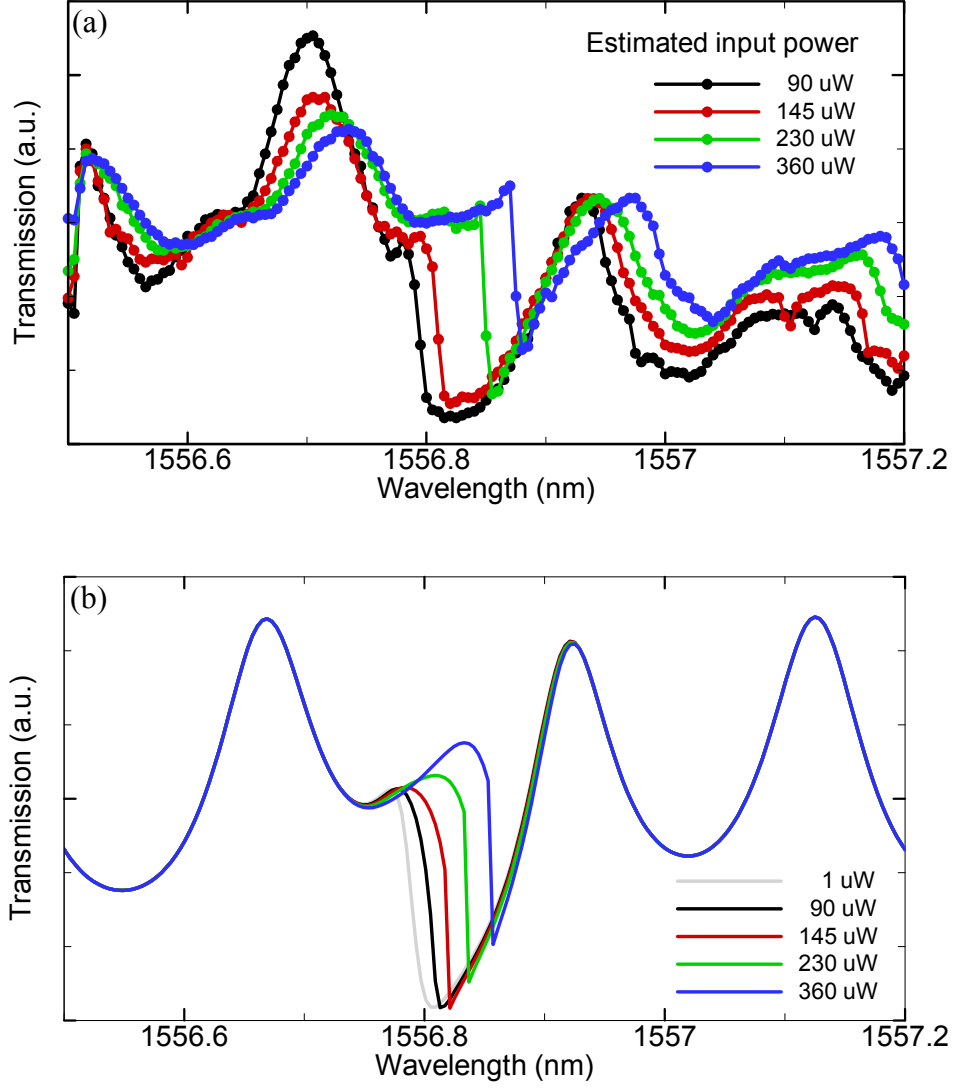 (a)
Estimated input power
90 uW
145 uW
230 uW
360 uW
Transmission (a.u.)
1556.6 1556.8 1557 1557.2
Wavelength (nm)
(b)
Transmission (a.u.)
1 uW
90 uW
145 uW
230 uW
360 uW
1556.6 1556.8 1557 1557.2
Wavelength (nm)